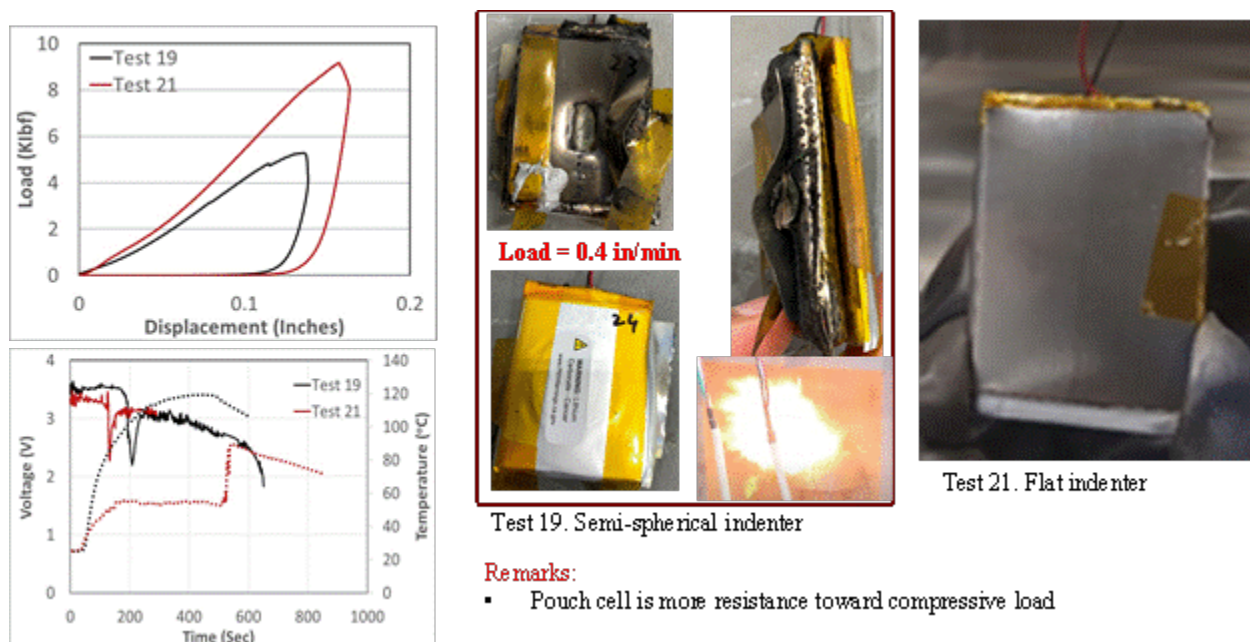 10
8
6
4
2
0
Load (Klbf)
Test 19
Test 21
0
0.1
0.2
Displacement (Inches)
4
3
2
1
0
Voltage (V)
Test 19
Test 21
140
120
100
80
60
40
20
0
Temperature (°C)
0 200 400 600 800 1000
Time (Sec)
23
Load = 0.4 in/min
24
WARNING:
Test 19. Semi-spherical indenter
Test 21. Flat indenter
Remarks:
▪ Pouch cell is more resistance toward compressive load